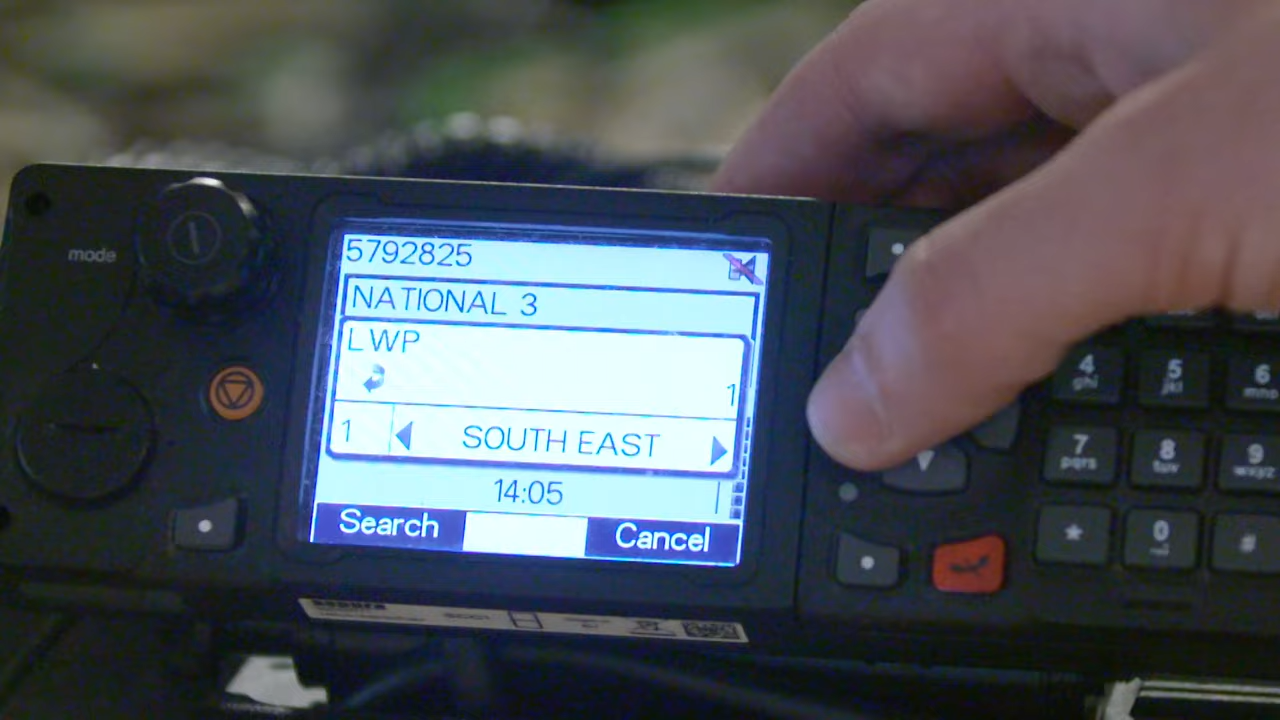 mode
5792825
NATIONAL 3
LWP
1
1 SOUTH EAST
14:05
Search Cancel
4 5 6
ghi jkl mno
7 8 9
pqrs tuv wxyz
* 0 #